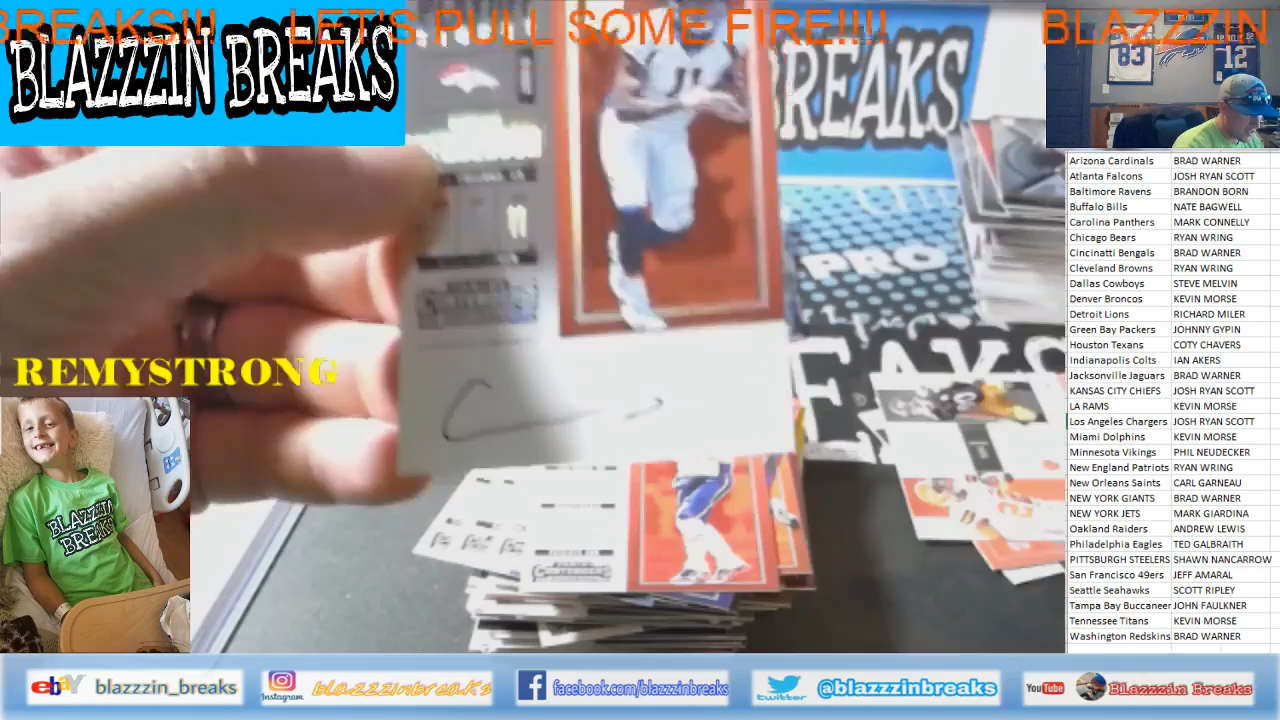 BREAKS!!! LET'S PULL SOME FIRE!!!! BLAZZZIN
BLAZZZIN BREAKS
BREAKS
PRO
83
12
REMYSTRONG
BLAZZZIN
BREAKS
Arizona Cardinals BRAD WARNER
Atlanta Falcons JOSH RYAN SCOTT
Baltimore Ravens BRANDON BORN
Buffalo Bills NATE BAGWELL
Carolina Panthers MARK CONNELLY
Chicago Bears RYAN WRING
Cincinatti Bengals BRAD WARNER
Cleveland Browns RYAN WRING
Dallas Cowboys STEVE MELVIN
Denver Broncos KEVIN MORSE
Detroit Lions RICHARD MILER
Green Bay Packers JOHNNY GYPIN
Houston Texans COTY CHAVERS
Indianapolis Colts IAN AKERS
Jacksonville Jaguars BRAD WARNER
KANSAS CITY CHIEFS JOSH RYAN SCOTT
LA RAMS KEVIN MORSE
Los Angeles Chargers JOSH RYAN SCOTT
Miami Dolphins KEVIN MORSE
Minnesota Vikings PHIL NEUDECKER
New England Patriots RYAN WRING
New Orleans Saints CARL GARNEAU
NEW YORK GIANTS BRAD WARNER
NEW YORK JETS MARK GIARDINA
Oakland Raiders ANDREW LEWIS
Philadelphia Eagles TED GALBRAITH
PITTSBURGH STEELERS SHAWN NANCARROW
San Francisco 49ers JEFF AMARAL
Seattle Seahawks SCOTT RIPLEY
Tampa Bay Buccaneer JOHN FAULKNER
Tennessee Titans KEVIN MORSE
Washington Redskins BRAD WARNER
ebay blazzzin_breaks
Instagram blazzzinbreaks
facebook.com/blazzzinbreaks
twitter @blazzzinbreaks
YouTube Blazzzin Breaks